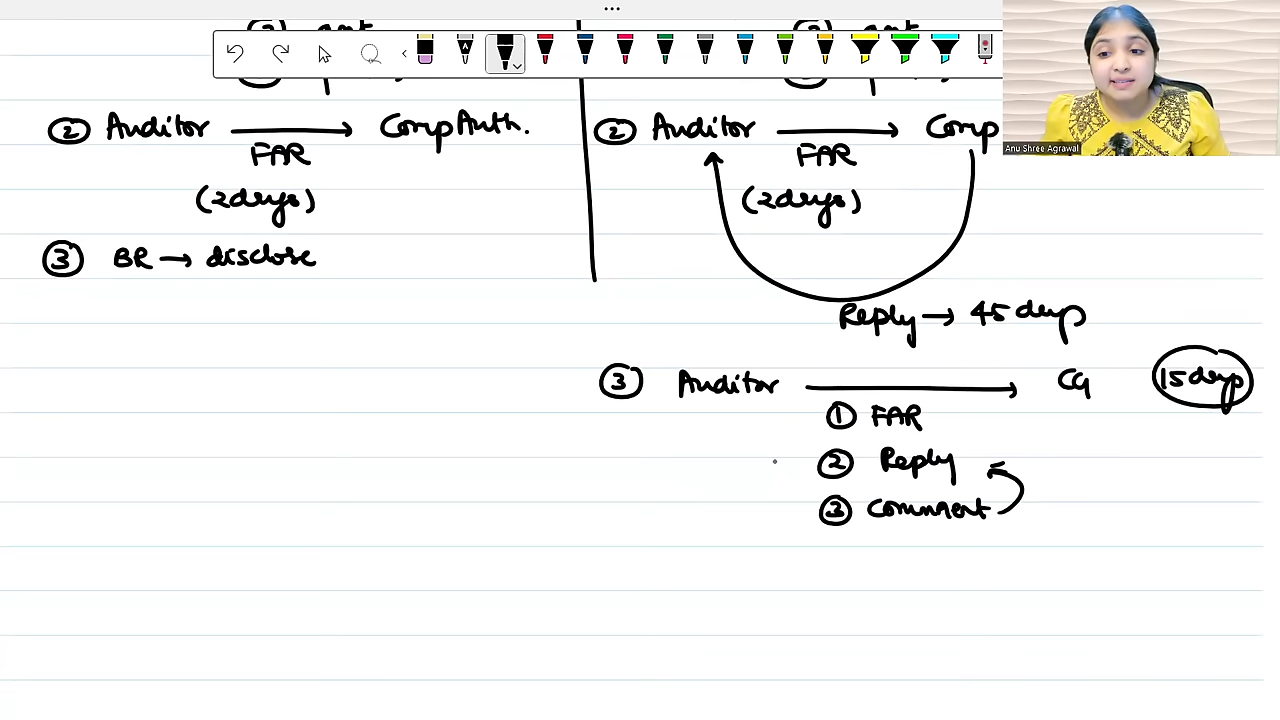 ② Auditor → Comp Auth.
FAR
(2 days)
③ BR → disclose
② Auditor → Comp
FAR
(2 days)
Reply → 45 days
③ Auditor → CG 15 days
① FAR
② Reply
③ Comment
Anu Shree Agrawal